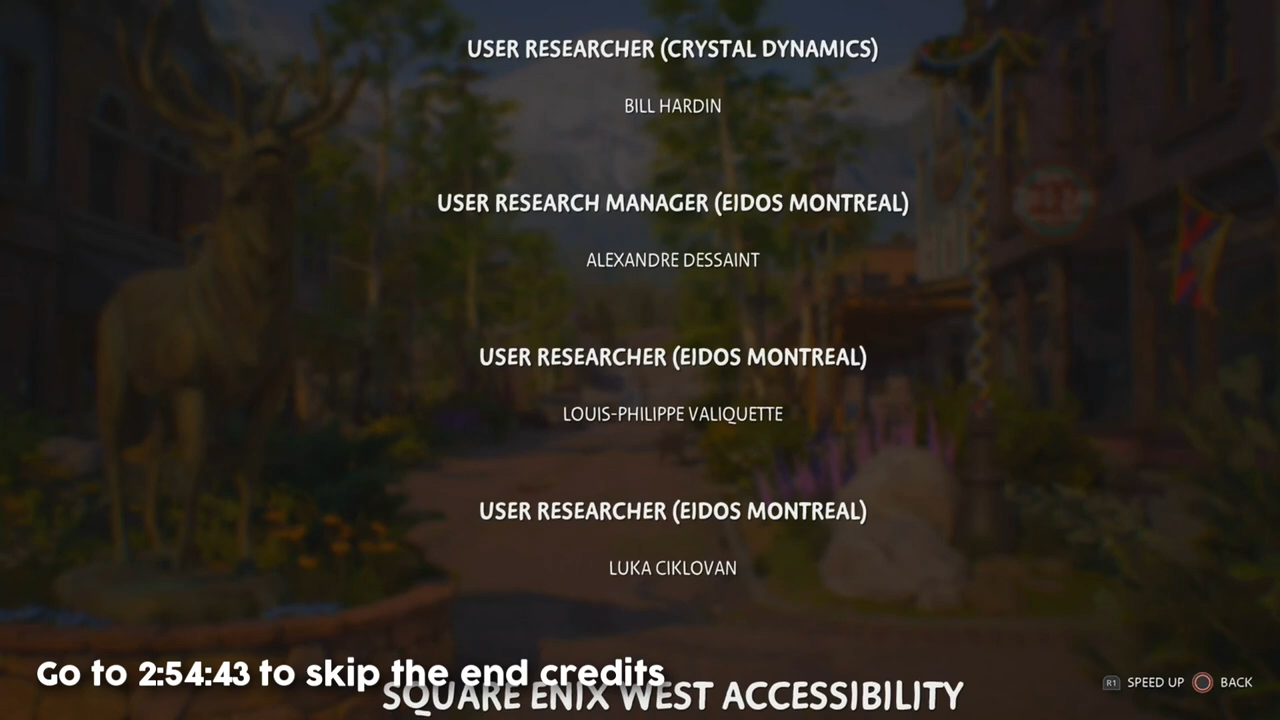 USER RESEARCHER (CRYSTAL DYNAMICS)
BILL HARDIN
USER RESEARCH MANAGER (EIDOS MONTREAL)
ALEXANDRE DESSAINT
USER RESEARCHER (EIDOS MONTREAL)
LOUIS-PHILIPPE VALIQUETTE
USER RESEARCHER (EIDOS MONTREAL)
LUKA CIKLOVAN
Go to 2:54:43 to skip the end credits
SQUARE ENIX WEST ACCESSIBILITY
R1 SPEED UP BACK